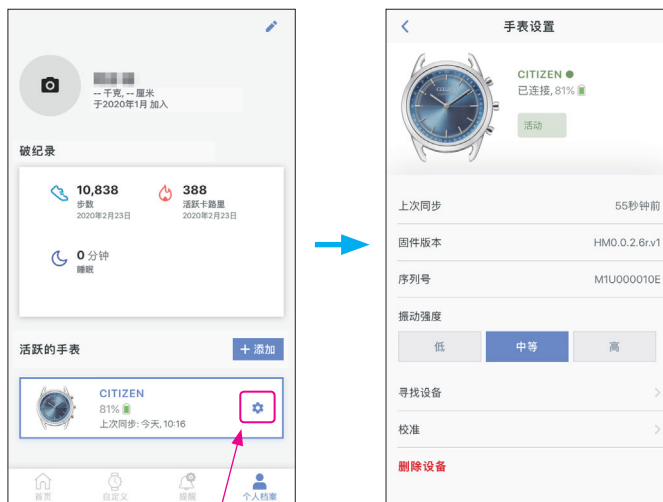 -- 千克, -- 厘米
于2020年1月 加入
破纪录
10,838
步数
2020年2月23日
388
活跃卡路里
2020年2月23日
0 分钟
睡眠
活跃的手表
+ 添加
CITIZEN
81%
上次同步: 今天, 10:16
首页
自定义
提醒
个人档案
手表设置
CITIZEN
已连接, 81%
活动
上次同步
55秒钟前
固件版本
HM0.0.2.6r.v1
序列号
M1U000010E
振动强度
低
中等
高
寻找设备
校准
删除设备